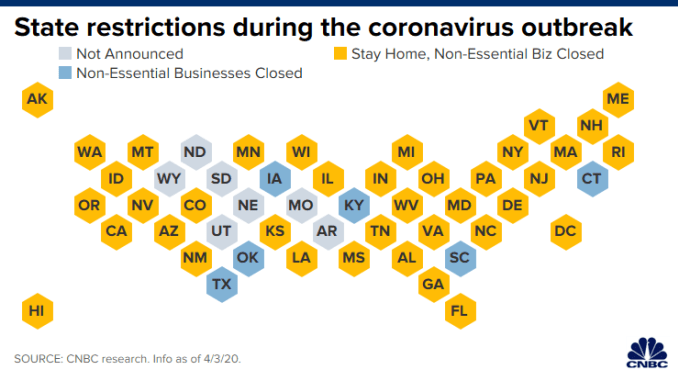 State restrictions during the coronavirus outbreak
Not Announced
Stay Home, Non-Essential Biz Closed
Non-Essential Businesses Closed
AK ME
VT NH
WA MT ND MN WI MI NY MA RI
ID WY SD IA IL IN OH PA NJ CT
OR NV CO NE MO KY WV MD DE
CA AZ UT KS AR TN VA NC DC
NM OK LA MS AL SC
TX GA
HI FL
SOURCE: CNBC research. Info as of 4/3/20.
CNBC